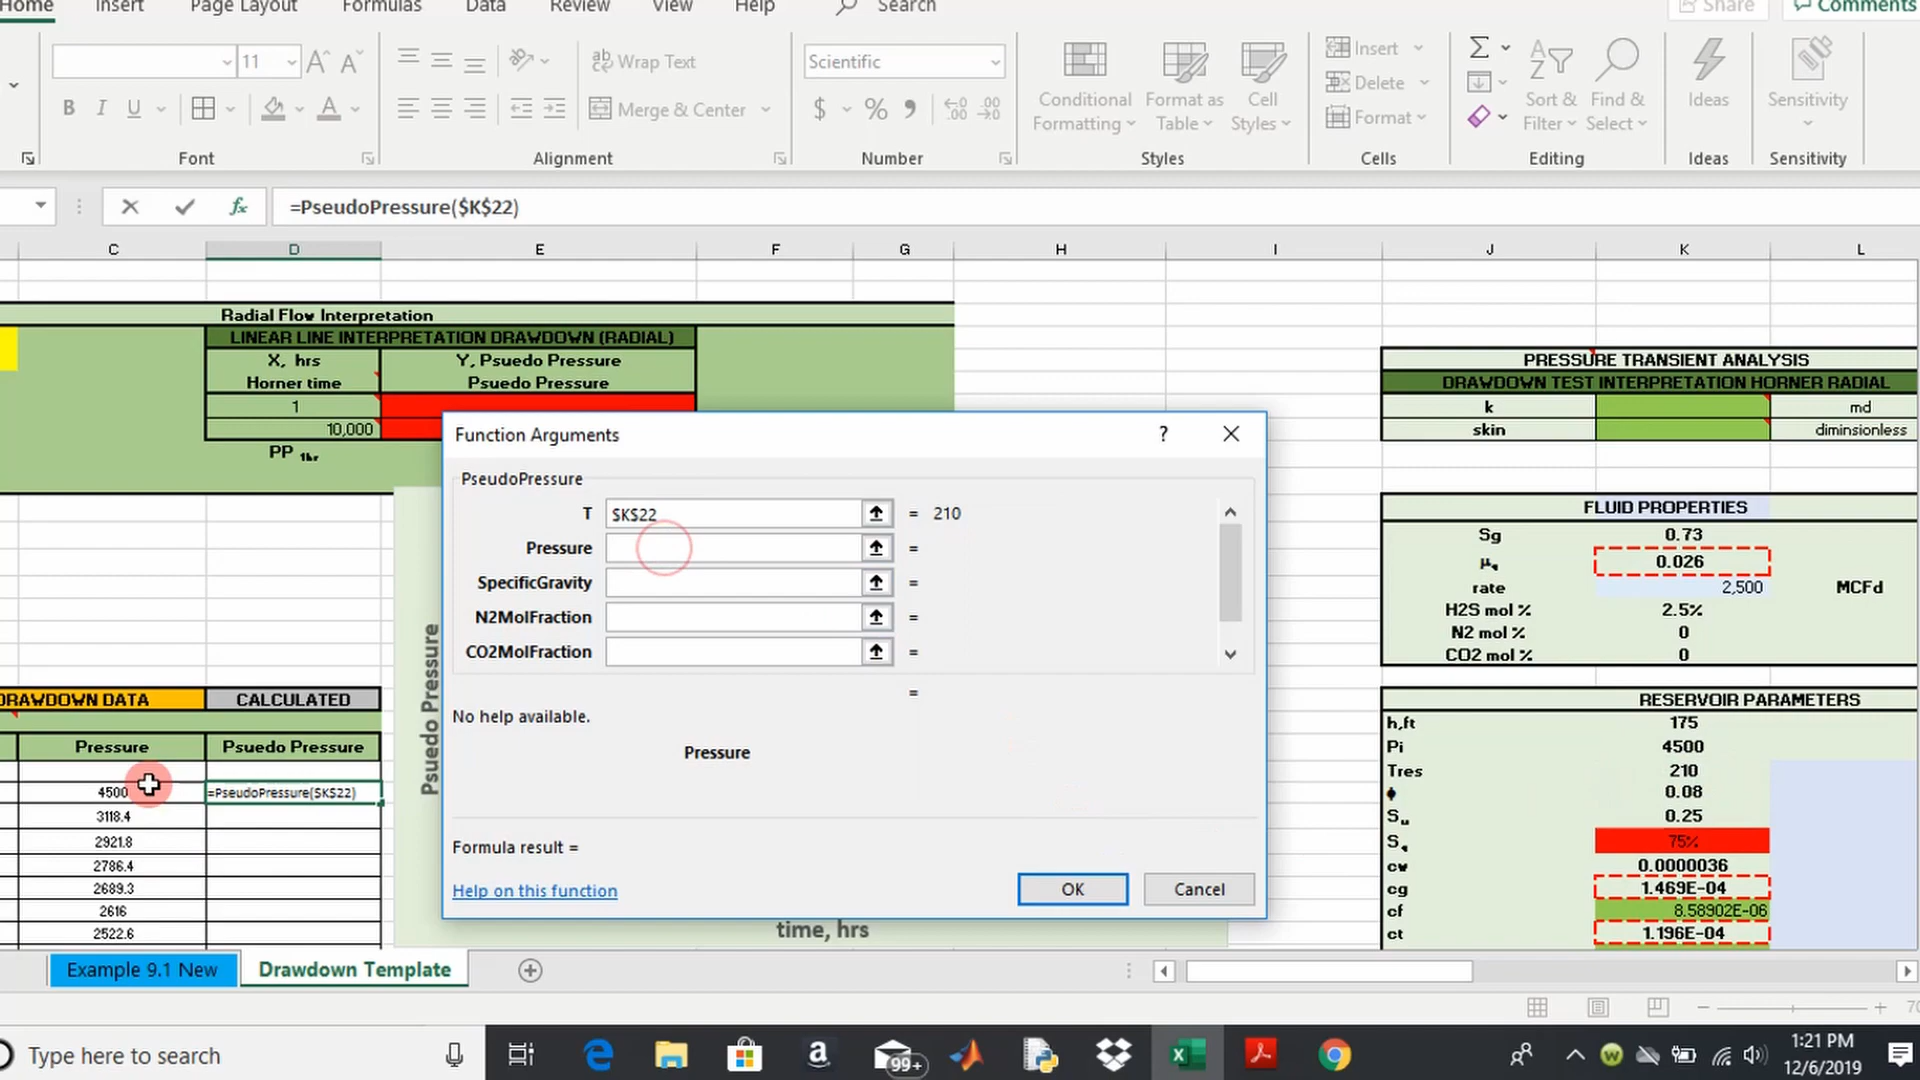 Home Insert Page Layout Formulas Data Review View Help Search Share Comments
11 A A Wrap Text Scientific Insert
Conditional Formatting Format as Table Cell Styles Delete Sort & Filter Find & Select Ideas Sensitivity
B I U A Merge & Center $ % Format
Font Alignment Number Styles Cells Editing Ideas Sensitivity
fx =PseudoPressure($K$22)
C D E F G H I J K L
Radial Flow Interpretation
LINEAR LINE INTERPRETATION DRAWDOWN (RADIAL)
X, hrs Y, Psuedo Pressure
Horner time Psuedo Pressure
1
10,000
PP 1hr
PRESSURE TRANSIENT ANALYSIS
DRAWDOWN TEST INTERPRETATION HORNER RADIAL
k md
skin diminsionless
Function Arguments ?
PseudoPressure
T $K$22 = 210
Pressure =
SpecificGravity =
N2MolFraction =
CO2MolFraction =
=
No help available.
Pressure
Formula result =
Help on this function OK Cancel
FLUID PROPERTIES
Sg 0.73
0.026
rate 2,500 MCFd
H2S mol % 2.5%
N2 mol % 0
CO2 mol % 0
RESERVOIR PARAMETERS
h,ft 175
Pi 4500
Tres 210
ϕ 0.08
0.25
75%
cw 0.0000036
cg 1.469E-04
cf 8.58902E-06
ct 1.196E-04
DRAWDOWN DATA CALCULATED
Pressure Psuedo Pressure
4500 =PseudoPressure($K$22)
3118.4
2921.8
2786.4
2689.3
2616
2522.6
Psuedo Pressure
time, hrs
Example 9.1 New Drawdown Template
Type here to search 99+ 1:21 PM
12/6/2019